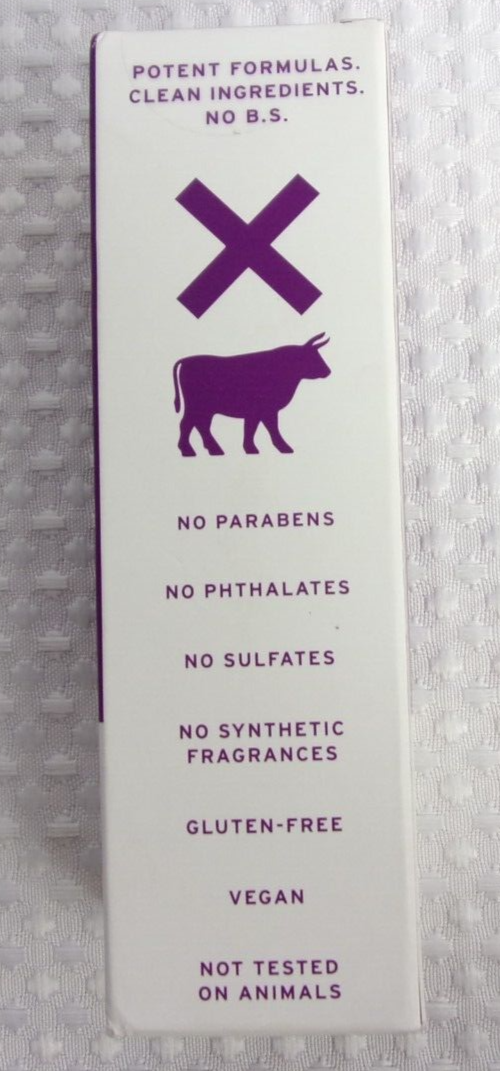 POTENT FORMULAS.
CLEAN INGREDIENTS.
NO B.S.
NO PARABENS
NO PHTHALATES
NO SULFATES
NO SYNTHETIC
FRAGRANCES
GLUTEN-FREE
VEGAN
NOT TESTED
ON ANIMALS